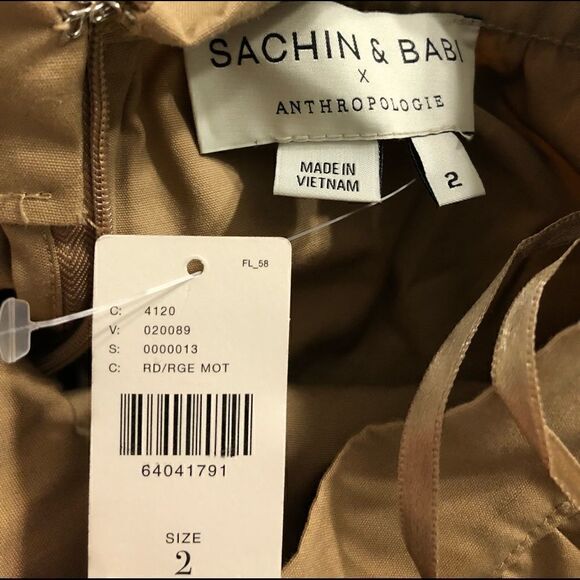 SACHIN & BABI
X
ANTHROPOLOGIE
MADE IN
VIETNAM
2
FL_58
C: 4120
V: 020089
S: 0000013
C: RD/RGE MOT
64041791
SIZE
2